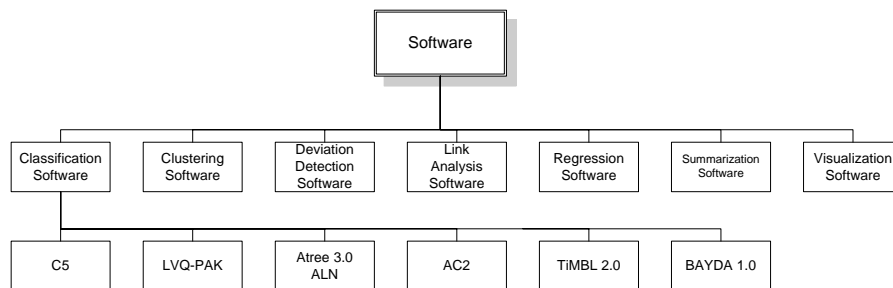 Software
Classification
Software
Clustering
Software
Deviation
Detection
Software
Link
Analysis
Software
Regression
Software
Summarization
Software
Visualization
Software
C5
LVQ-PAK
Atree 3.0
ALN
AC2
TiMBL 2.0
BAYDA 1.0